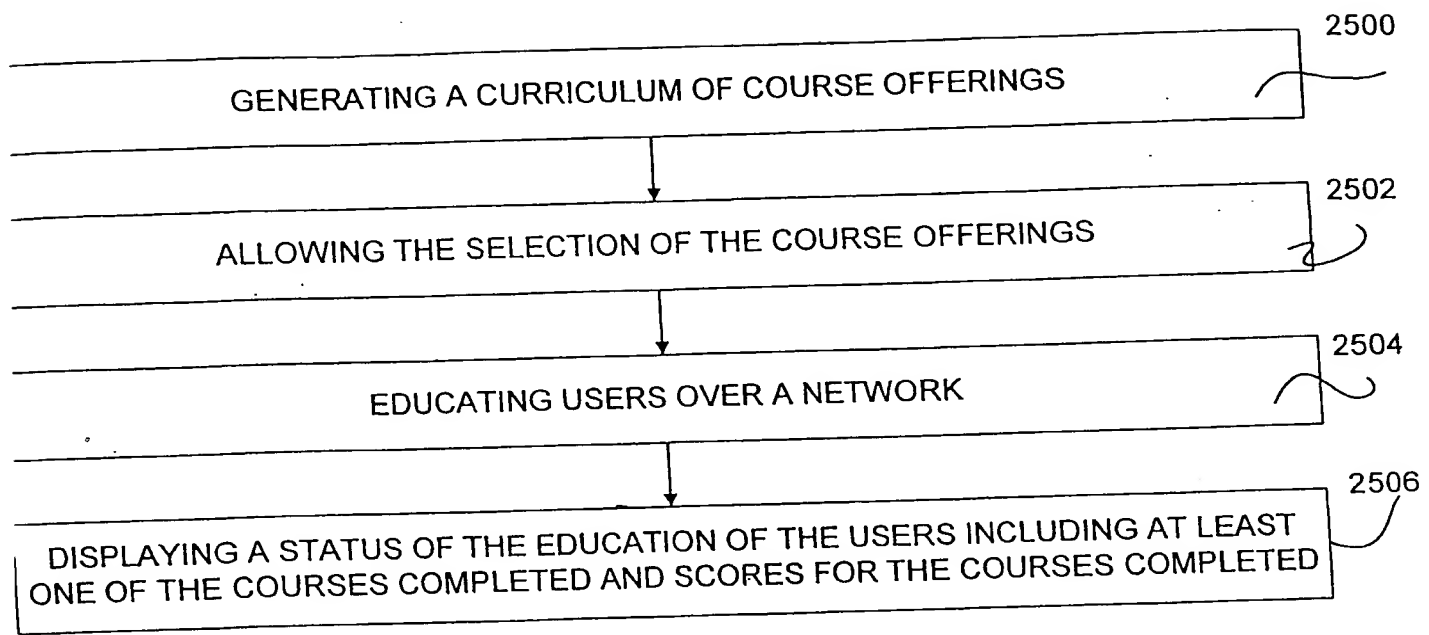 2500
GENERATING A CURRICULUM OF COURSE OFFERINGS
2502
ALLOWING THE SELECTION OF THE COURSE OFFERINGS
2504
EDUCATING USERS OVER A NETWORK
2506
DISPLAYING A STATUS OF THE EDUCATION OF THE USERS INCLUDING AT LEAST
ONE OF THE COURSES COMPLETED AND SCORES FOR THE COURSES COMPLETED